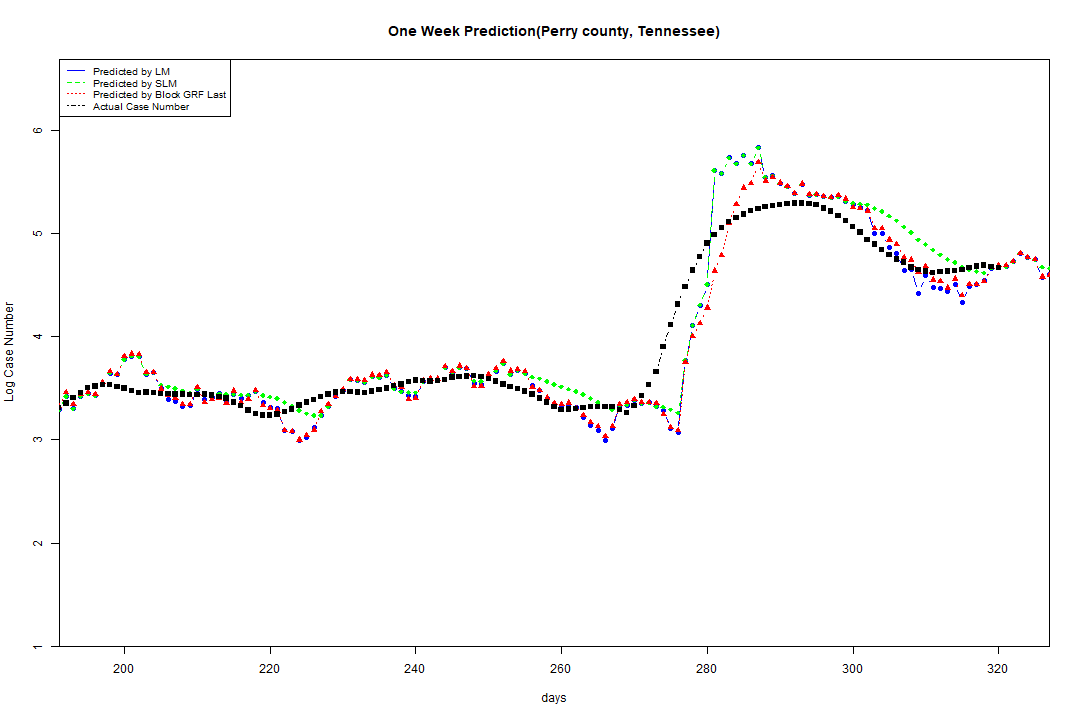 One Week Prediction(Perry county, Tennessee)
Predicted by LM
Predicted by SLM
Predicted by Block GRF Last
Actual Case Number
Log Case Number
6
5
4
3
2
1
200
220
240
260
280
300
320
days